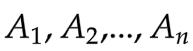 A₁, A₂,..., Aₙ